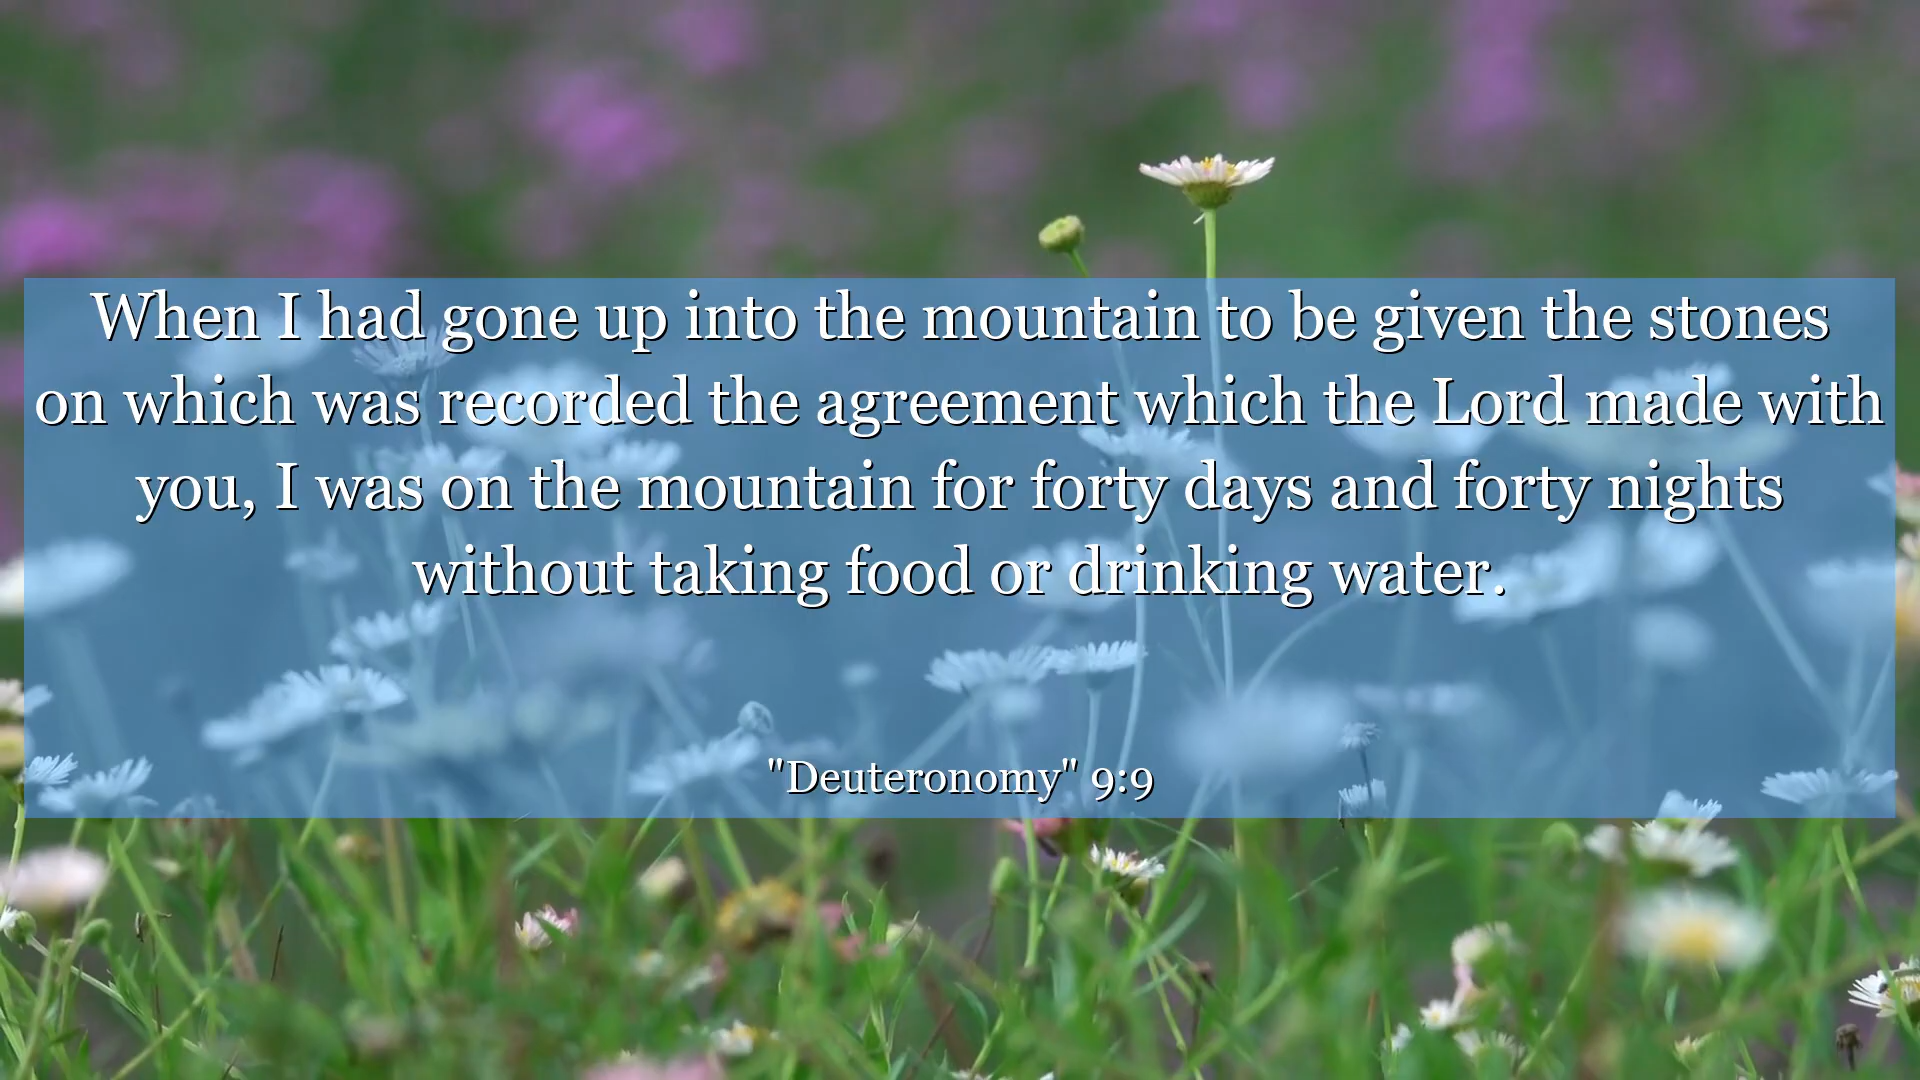 When I had gone up into the mountain to be given the stones
on which was recorded the agreement which the Lord made with
you, I was on the mountain for forty days and forty nights
without taking food or drinking water.
"Deuteronomy" 9:9